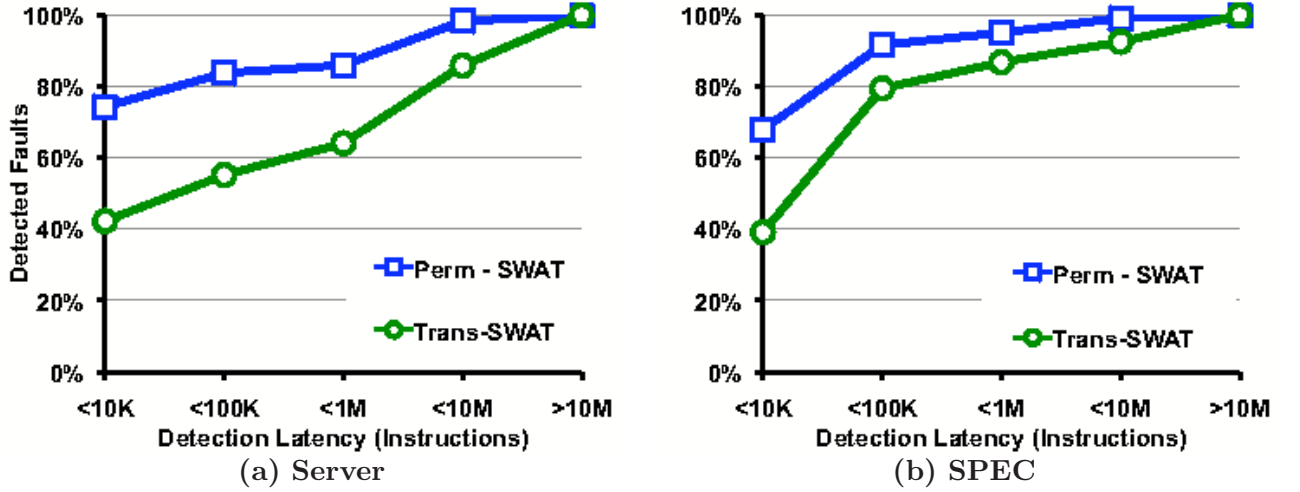 Detected Faults
100%
80%
60%
40%
20%
0%
Perm - SWAT
Trans-SWAT
<10K <100K <1M <10M >10M
Detection Latency (Instructions)
(a) Server
100%
80%
60%
40%
20%
0%
Perm - SWAT
Trans-SWAT
<10K <100K <1M <10M >10M
Detection Latency (Instructions)
(b) SPEC